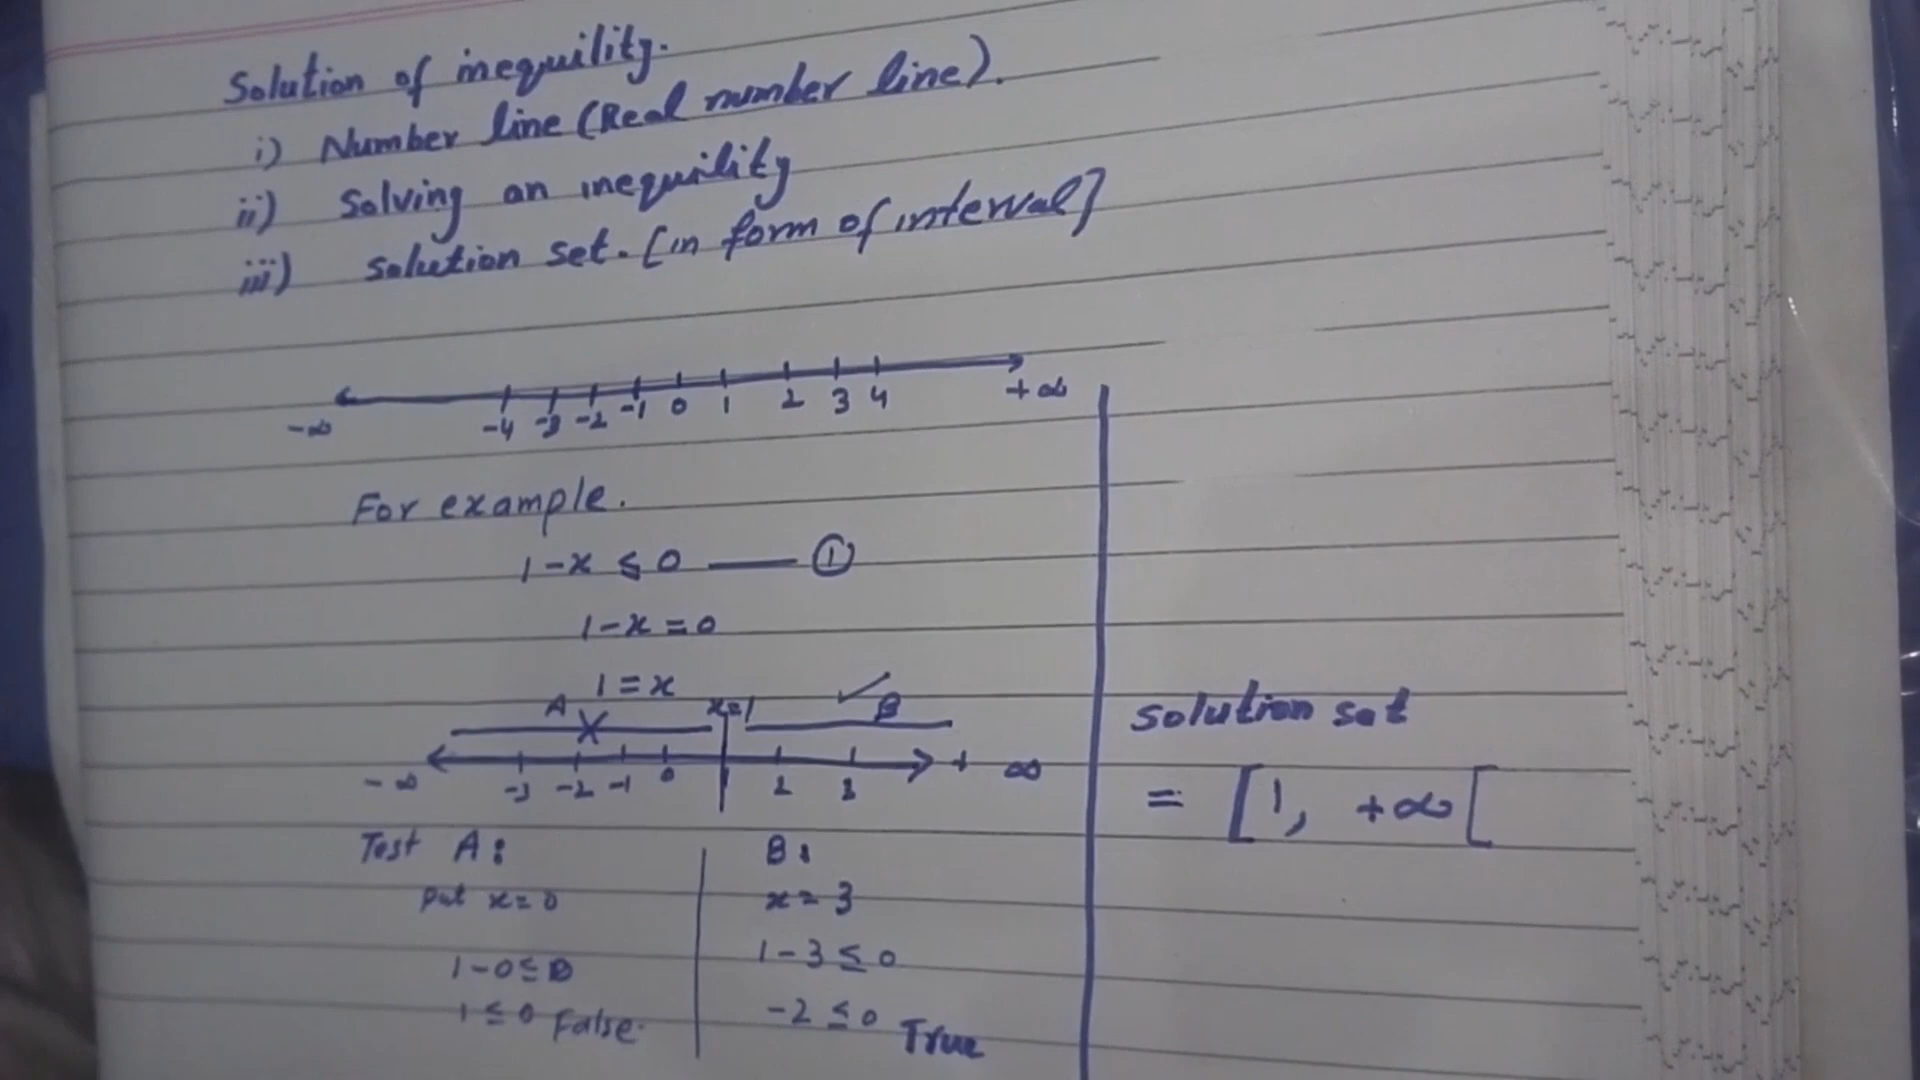 Solution of inequility.
i) Number line (Real number line).
ii) Solving an inequility
iii) solution set. [in form of interval]
-∞ -4 -3 -2 -1 0 1 2 3 4 +∞
For example.
1-x ≤ 0 —— ①
1-x=0
1=x
A x=1 B
-∞ -3 -2 -1 0 1 2 3 + ∞
Test A:
put x=0
1-0≤0
1≤0 False.
B:
x=3
1-3≤0
-2≤0 True
solution set
= [1, +∞[